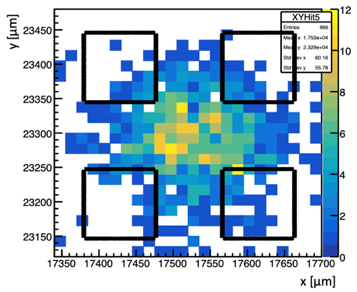 XYHit5
Entries 966
Mean x 1.753e+04
Mean y 2.329e+04
Std dev x 60.16
Std dev y 55.78
y [μm]
23450
23400
23350
23300
23250
23200
23150
17350 17400 17450 17500 17550 17600 17650 17700
x [μm]
12
10
8
6
4
2
0